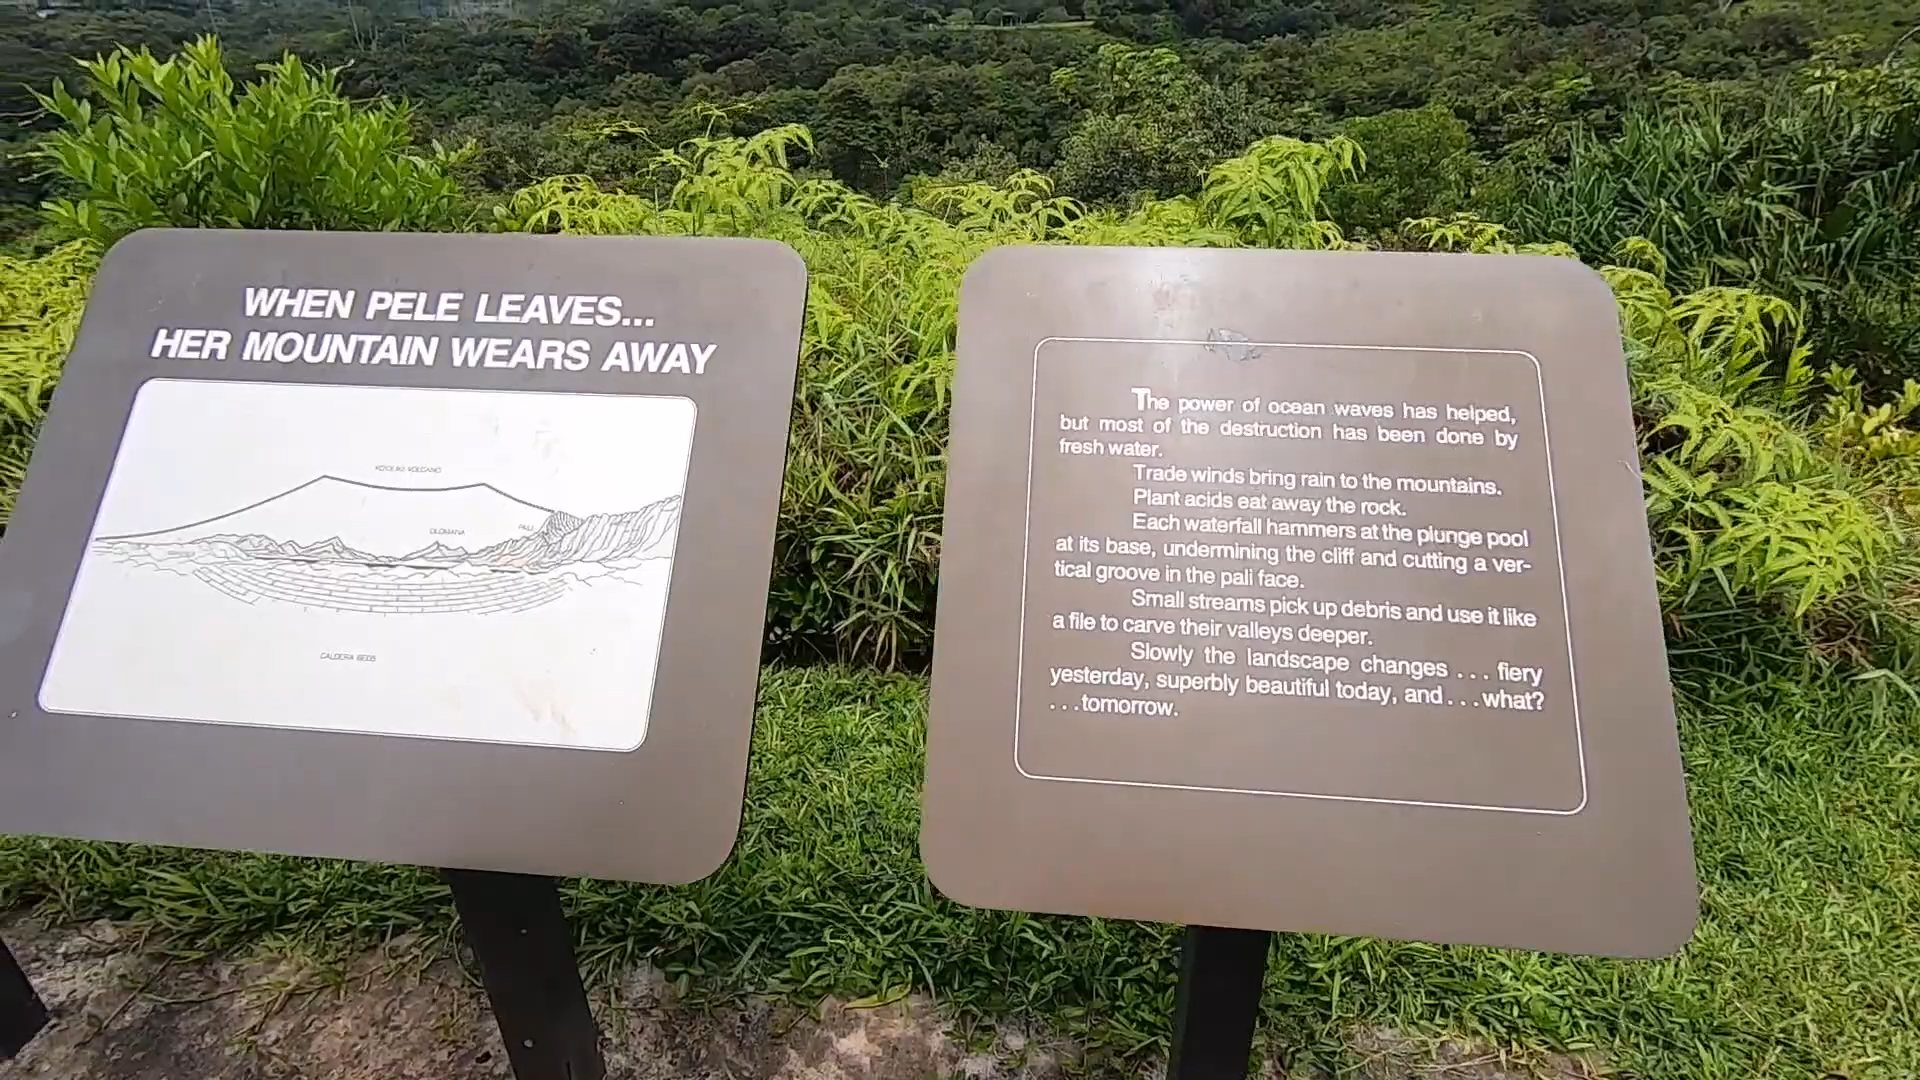 WHEN PELE LEAVES...
HER MOUNTAIN WEARS AWAY
KO'OLAU VOLCANO
OLOMANA
PALI
CALDERA BEDS
The power of ocean waves has helped,
but most of the destruction has been done by
fresh water.
Trade winds bring rain to the mountains.
Plant acids eat away the rock.
Each waterfall hammers at the plunge pool
at its base, undermining the cliff and cutting a ver-
tical groove in the pali face.
Small streams pick up debris and use it like
a file to carve their valleys deeper.
Slowly the landscape changes . . . fiery
yesterday, superbly beautiful today, and . . . what?
. . . tomorrow.